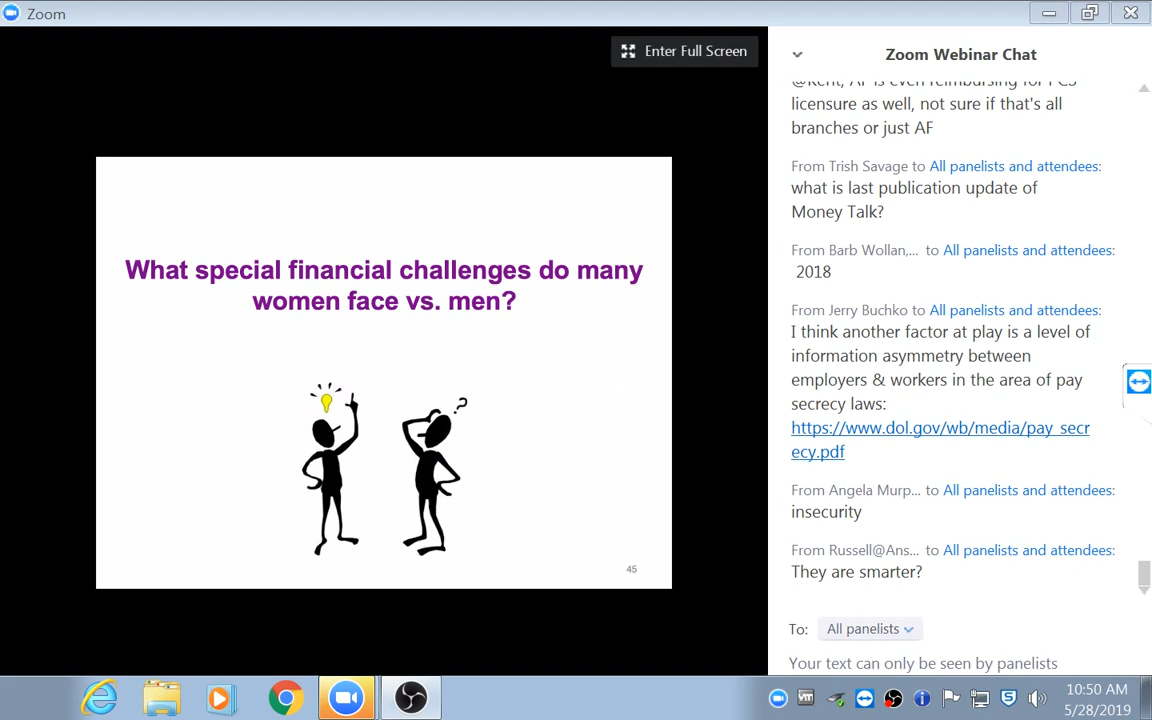 Zoom
Enter Full Screen
What special financial challenges do many
women face vs. men?
?
45
Zoom Webinar Chat
@Kent, AF is even reimbursing for PCS
licensure as well, not sure if that's all
branches or just AF
From Trish Savage to All panelists and attendees:
what is last publication update of
Money Talk?
From Barb Wollan,... to All panelists and attendees:
2018
From Jerry Buchko to All panelists and attendees:
I think another factor at play is a level of
information asymmetry between
employers & workers in the area of pay
secrecy laws:
https://www.dol.gov/wb/media/pay_secr
ecy.pdf
From Angela Murp... to All panelists and attendees:
insecurity
From Russell@Ans... to All panelists and attendees:
They are smarter?
To: All panelists
Your text can only be seen by panelists
10:50 AM
5/28/2019